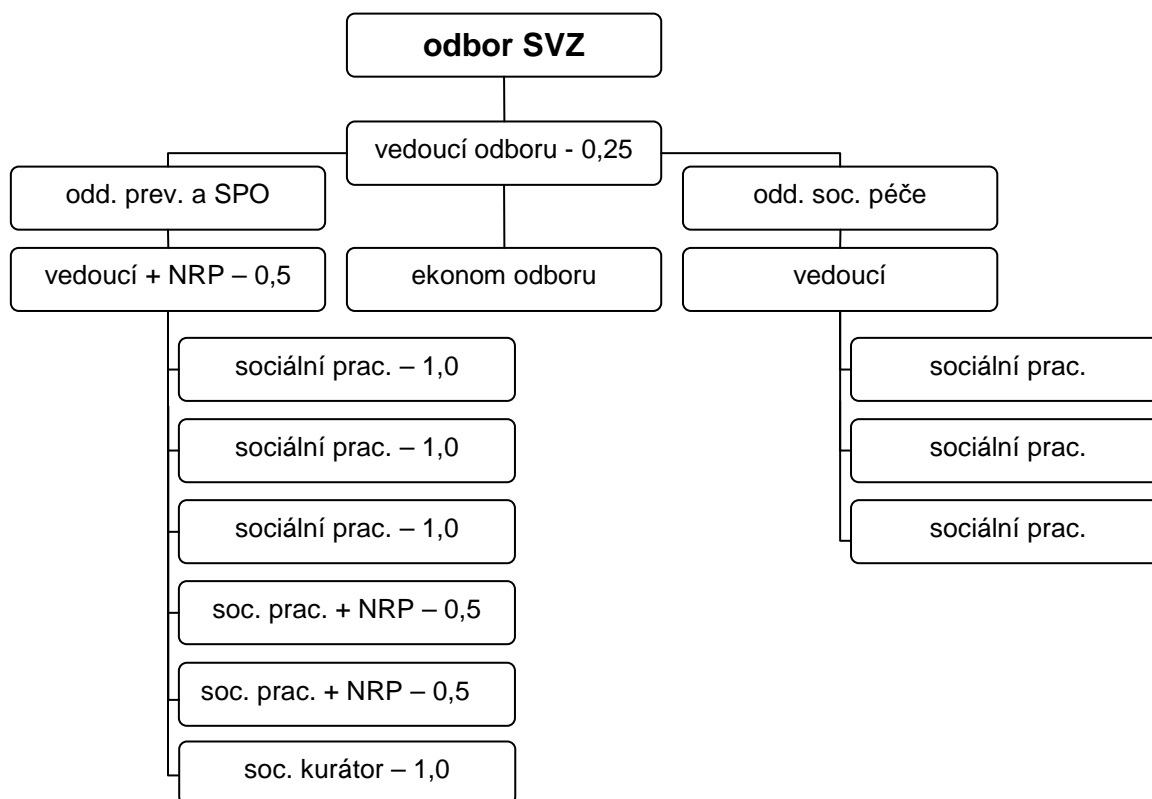 odbor SVZ
vedoucí odboru - 0,25
odd. prev. a SPO
odd. soc. péče
vedoucí + NRP – 0,5
ekonom odboru
vedoucí
sociální prac. – 1,0
sociální prac.
sociální prac. – 1,0
sociální prac.
sociální prac. – 1,0
sociální prac.
soc. prac. + NRP – 0,5
soc. prac. + NRP – 0,5
soc. kurátor – 1,0